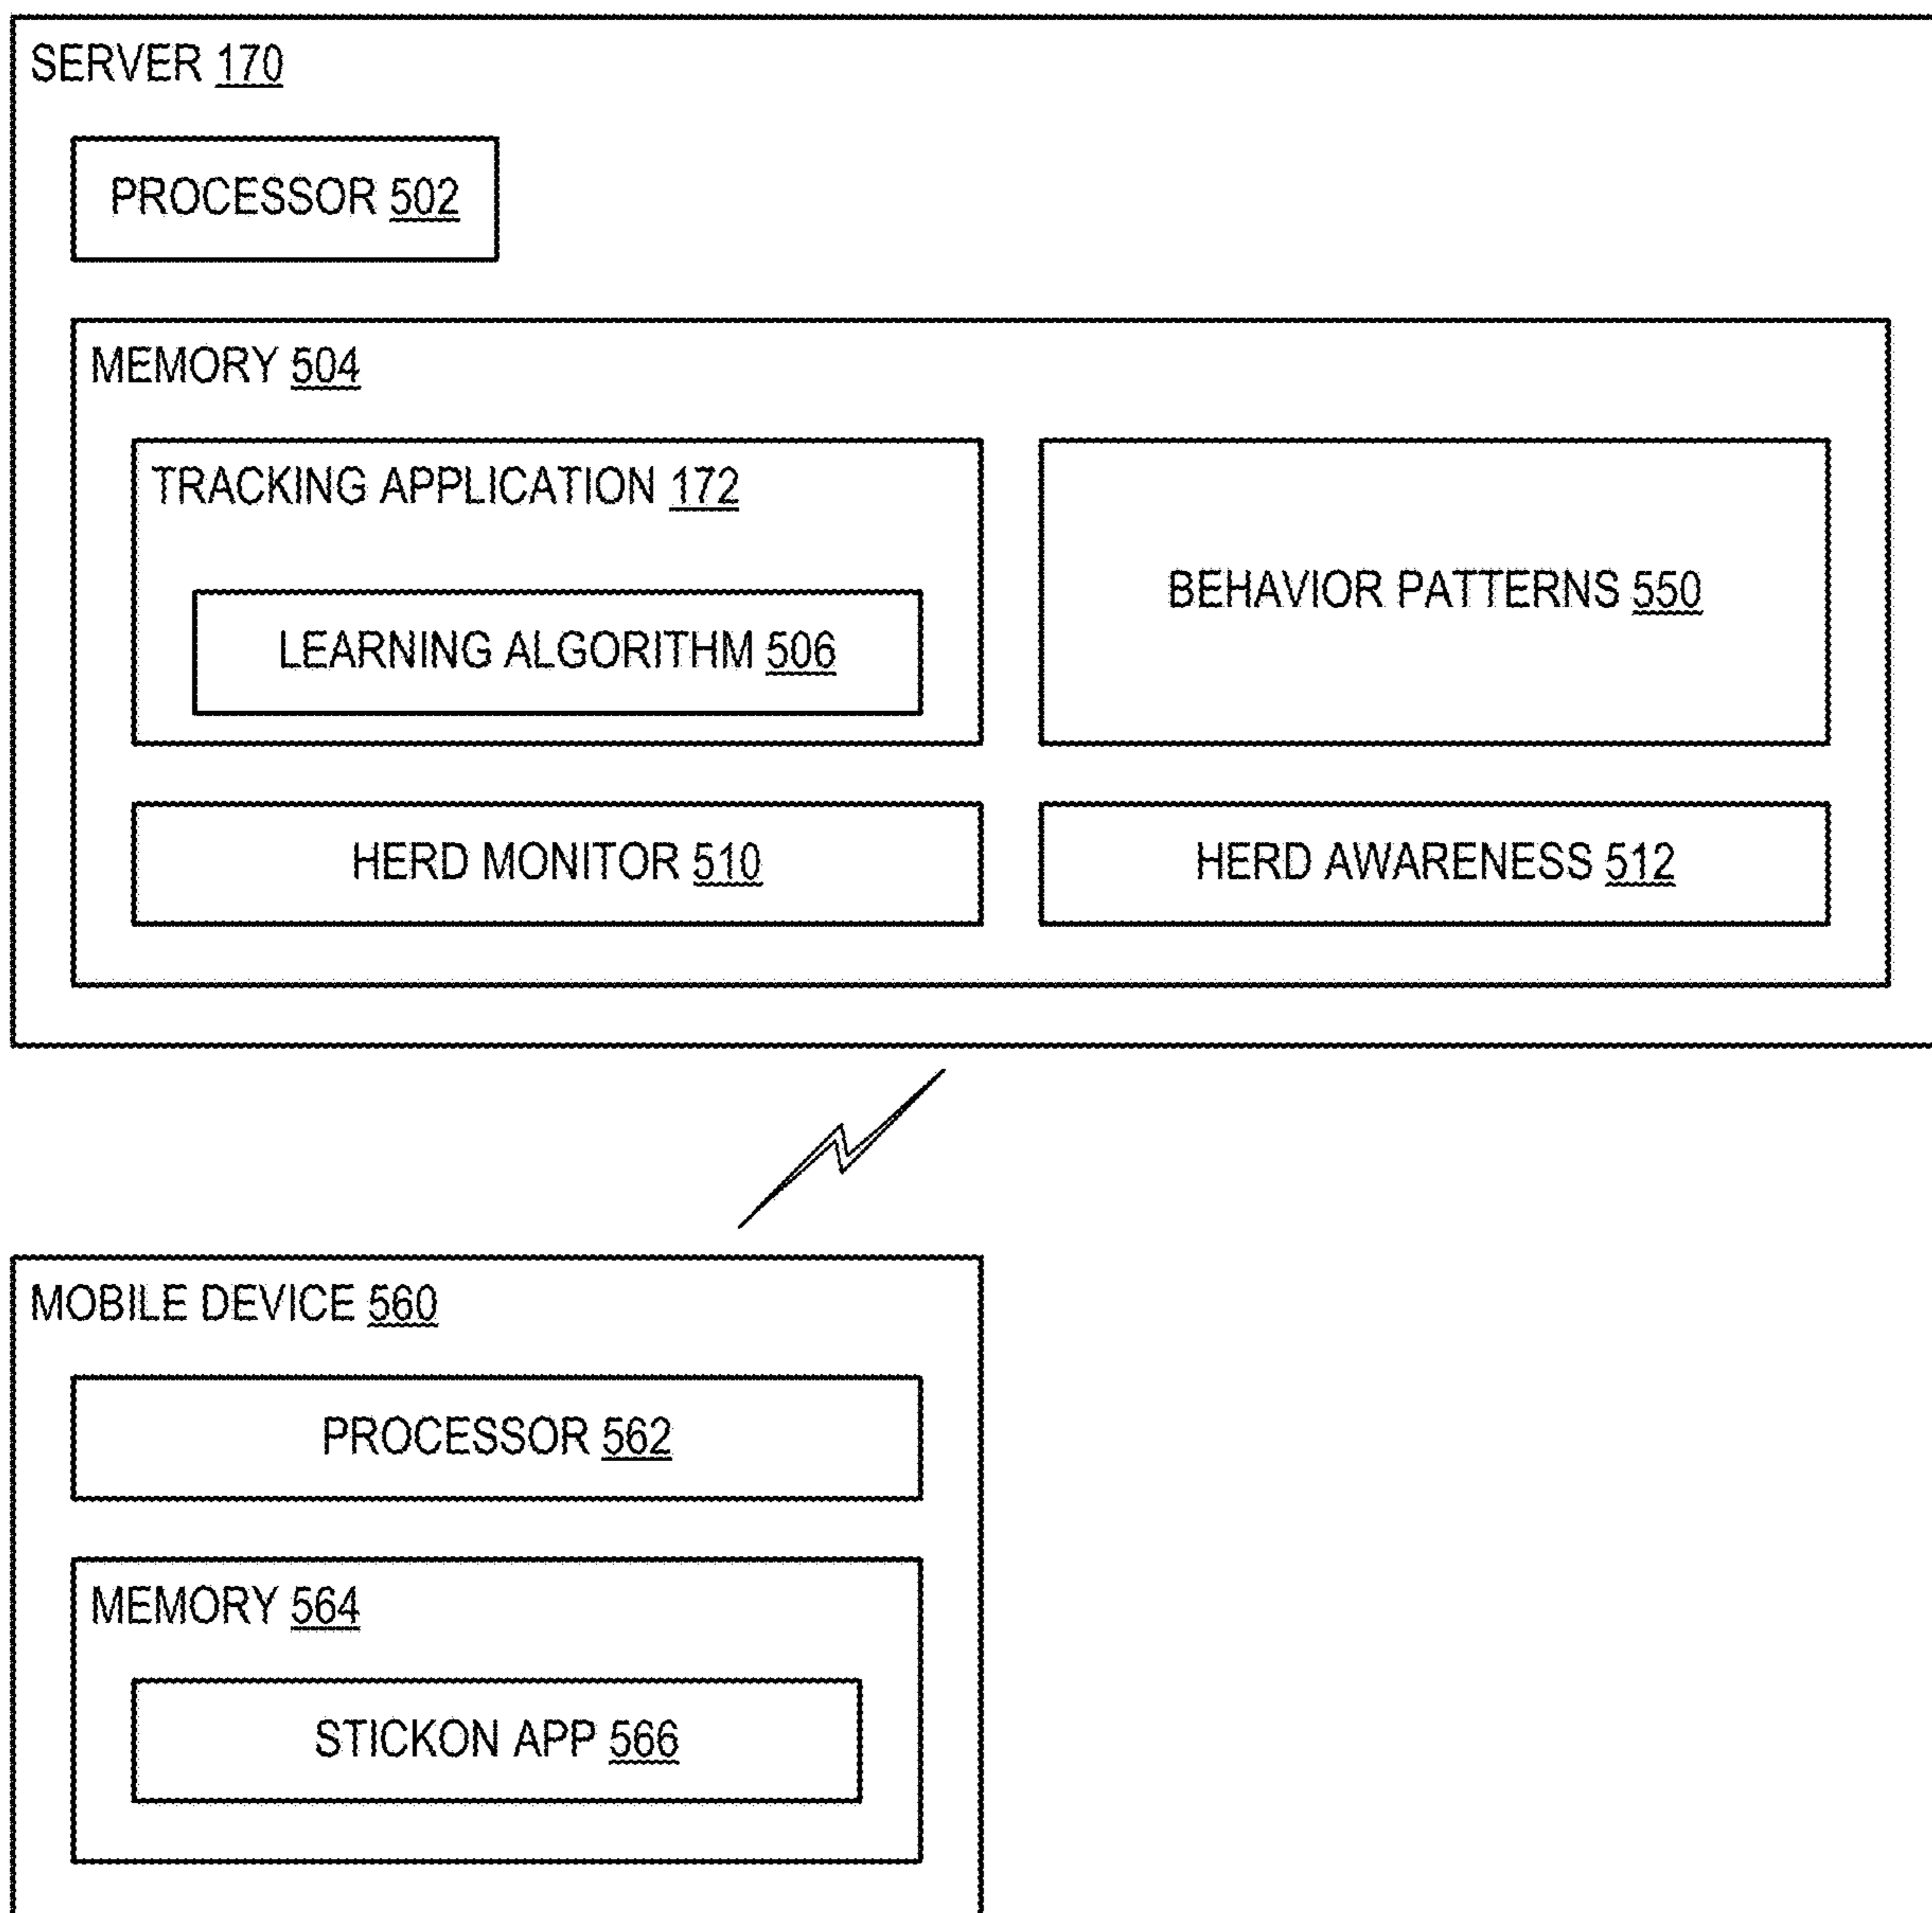 SERVER 170
PROCESSOR 502
MEMORY 504
TRACKING APPLICATION 172
LEARNING ALGORITHM 506
BEHAVIOR PATTERNS 550
HERD MONITOR 510
HERD AWARENESS 512
MOBILE DEVICE 560
PROCESSOR 562
MEMORY 564
STICKON APP 566